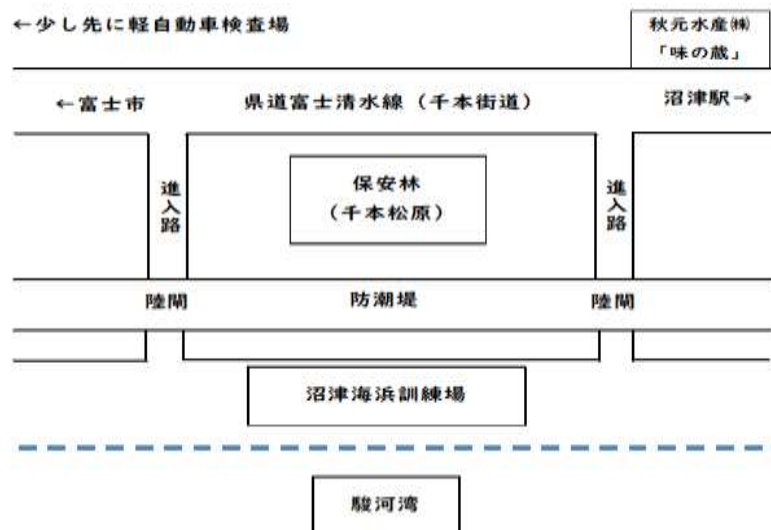 ←少し先に軽自動車検査場
秋元水産㈱
「味の蔵」
←富士市
県道富士清水線（千本街道）
沼津駅→
進入路
保安林
（千本松原）
進入路
陸閘
防潮堤
陸閘
沼津海浜訓練場
駿河湾